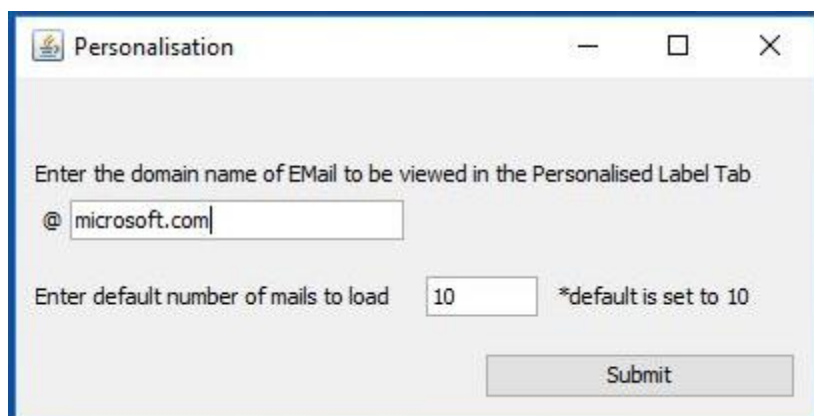 Personalisation
Enter the domain name of EMail to be viewed in the Personalised Label Tab
@ microsoft.com
Enter default number of mails to load 10 *default is set to 10
Submit